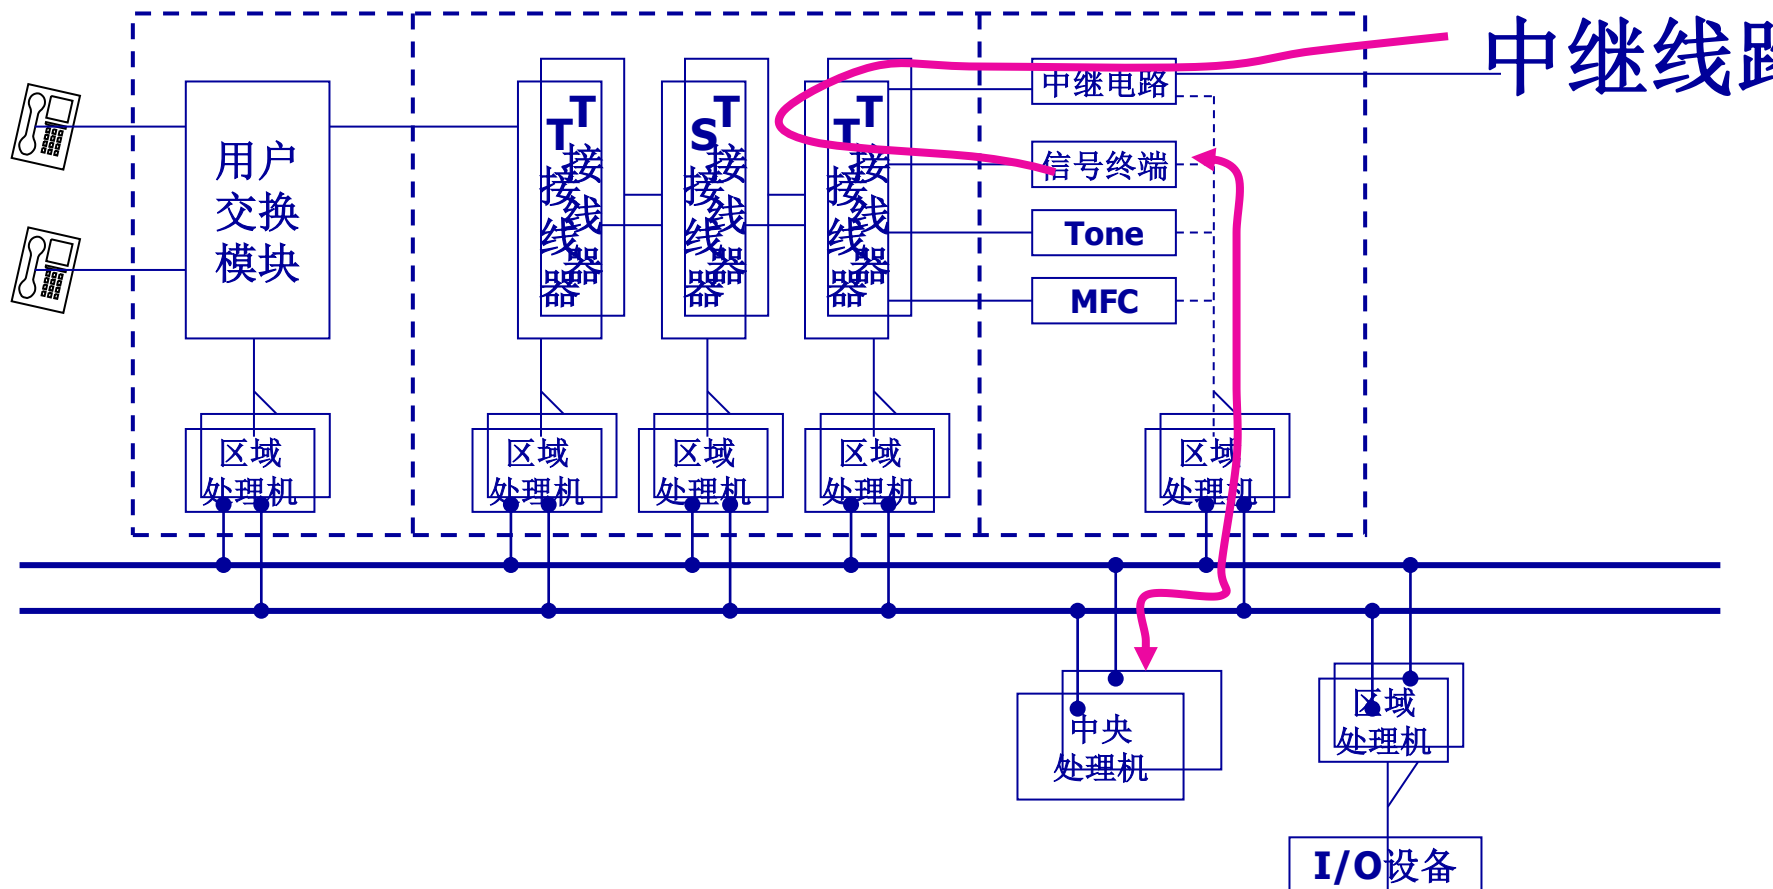 中继线路
中继电路
信号终端
Tone
MFC
用户
交换
模块
T
接
线
器
T
接
线
器
T
接
线
器
S
接
线
器
T
接
线
器
T
接
线
器
区域
处理机
区域
处理机
区域
处理机
区域
处理机
区域
处理机
中央
处理机
区域
处理机
I/O设备